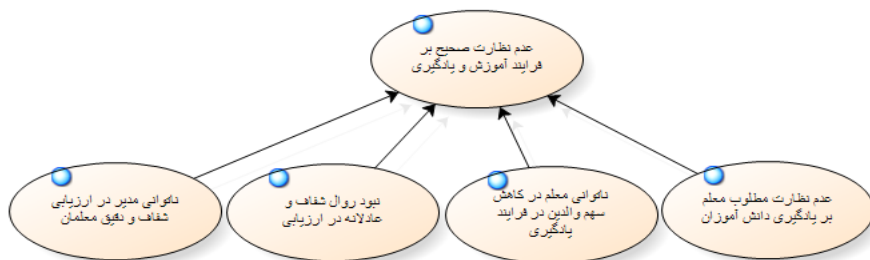 عدم نظارت صحیح بر
فرایند آموزش و یادگیری
عدم نظارت مطلوب معلم
بر یادگیری دانش آموزان
ناتوانی معلم در کاهش
سهم والدین در فرایند
یادگیری
نبود روال شفاف و
عادلانه در ارزیابی
ناتوانی مدیر در ارزیابی
شفاف و دقیق معلمان